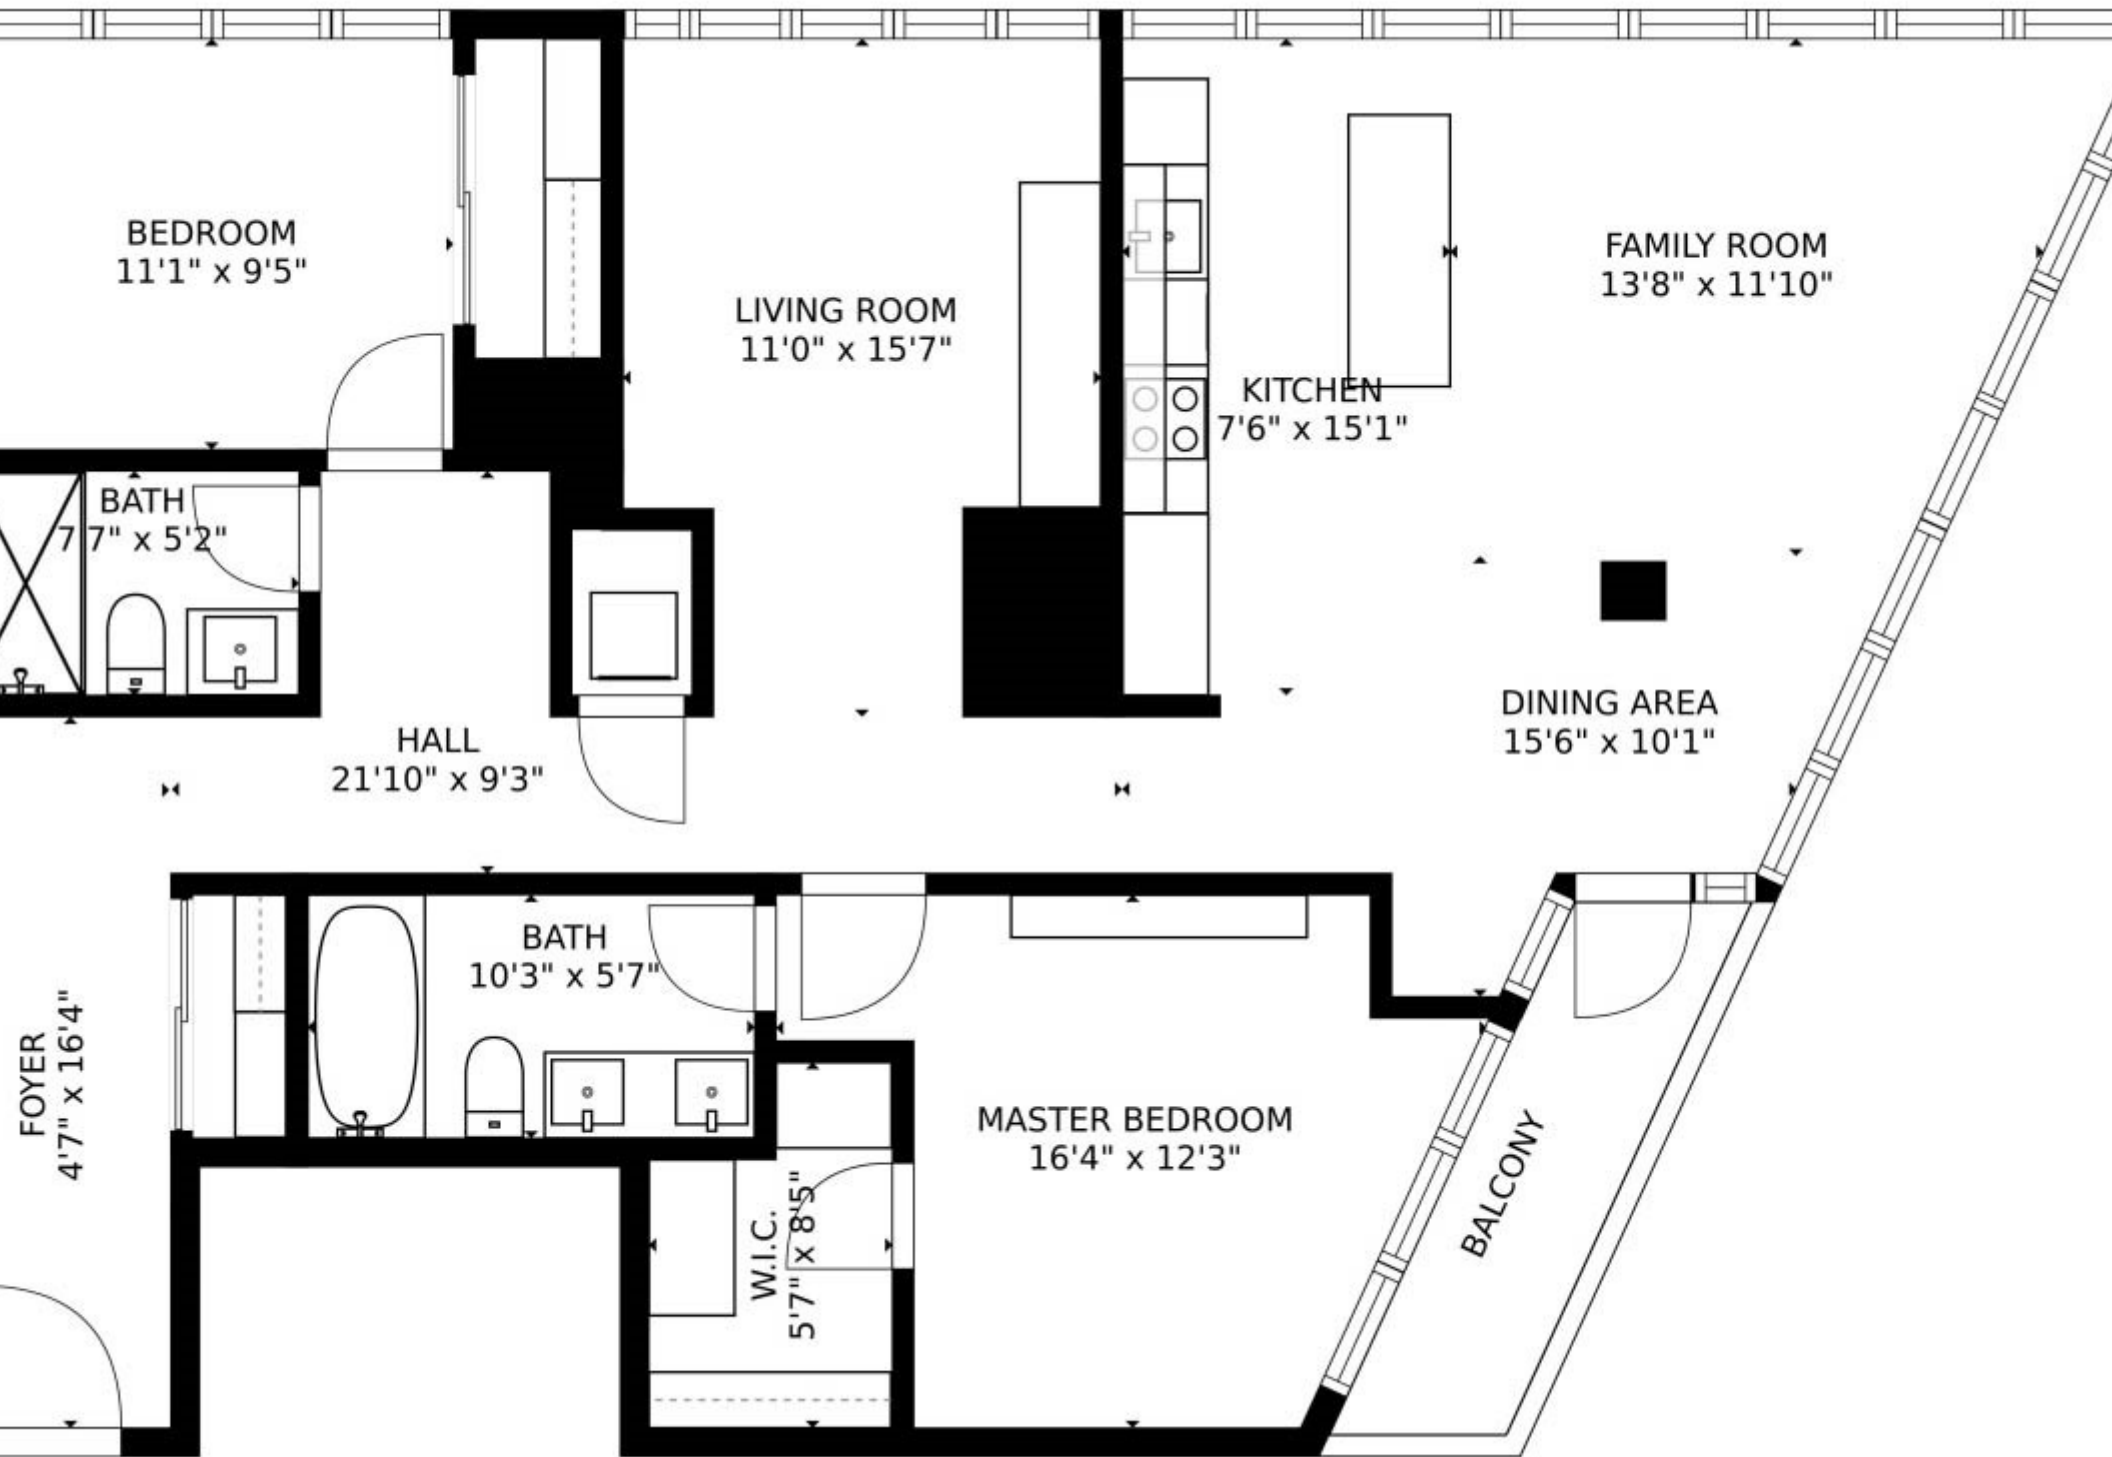 BEDROOM
11'1" x 9'5"
LIVING ROOM
11'0" x 15'7"
FAMILY ROOM
13'8" x 11'10"
KITCHEN
7'6" x 15'1"
BATH
7'7" x 5'2"
HALL
21'10" x 9'3"
DINING AREA
15'6" x 10'1"
BATH
10'3" x 5'7"
FOYER
4'7" x 16'4"
MASTER BEDROOM
16'4" x 12'3"
W.I.C.
5'7" x 8'5"
BALCONY